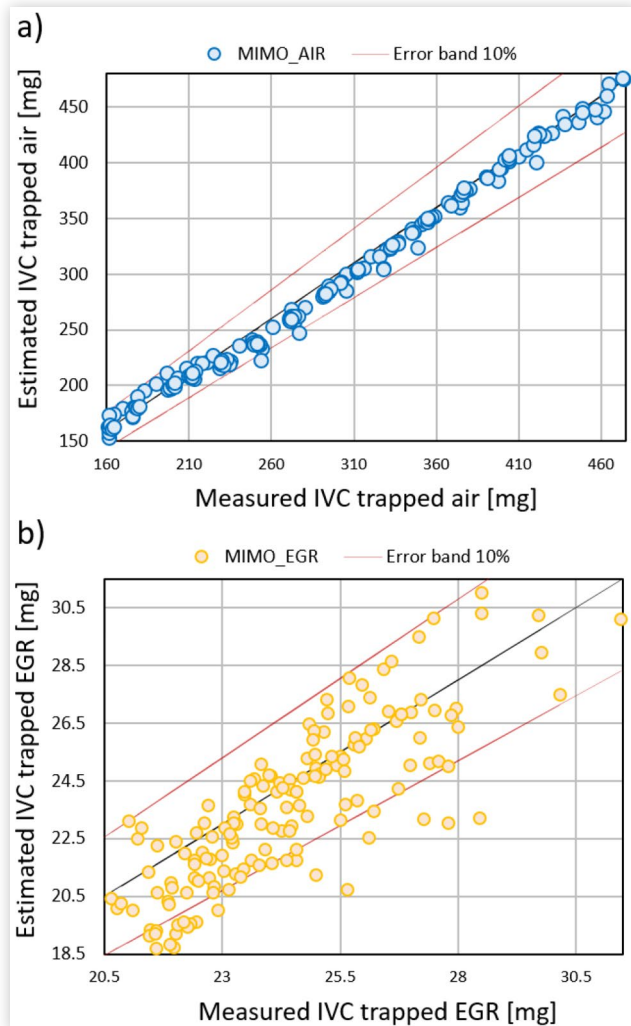 a)
MIMO_AIR Error band 10%
Estimated IVC trapped air [mg]
450
400
350
300
250
200
150
160 210 260 310 360 410 460
Measured IVC trapped air [mg]
b)
MIMO_EGR Error band 10%
Estimated IVC trapped EGR [mg]
30.5
28.5
26.5
24.5
22.5
20.5
18.5
20.5 23 25.5 28 30.5
Measured IVC trapped EGR [mg]